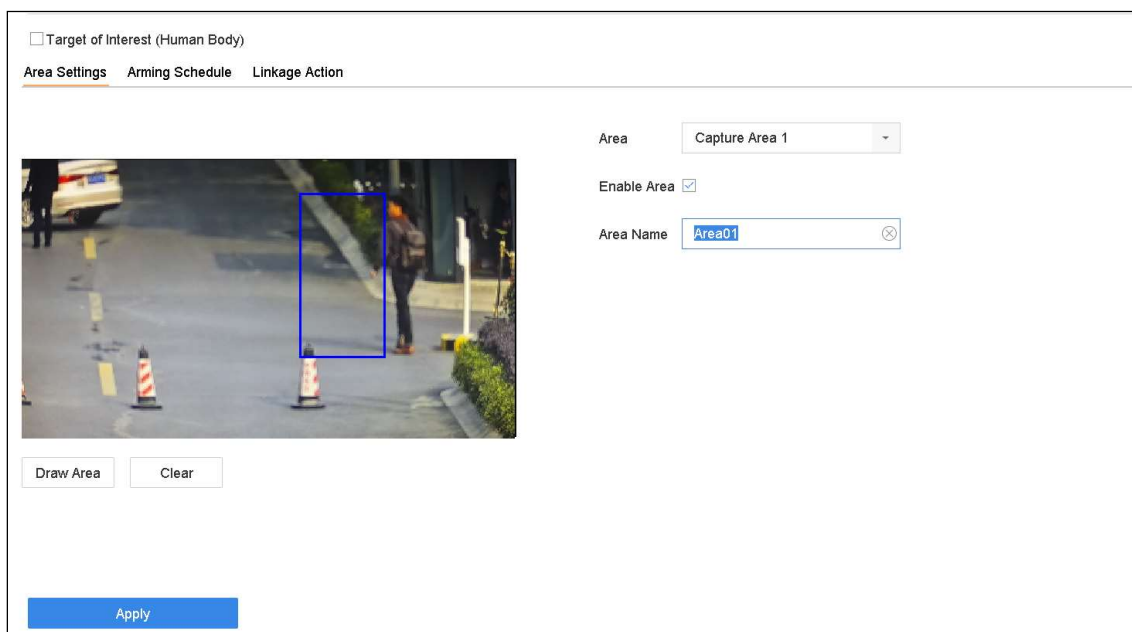 Target of Interest (Human Body)
Area Settings Arming Schedule Linkage Action
Area Capture Area 1
Enable Area
Area Name Area01
Draw Area Clear
Apply